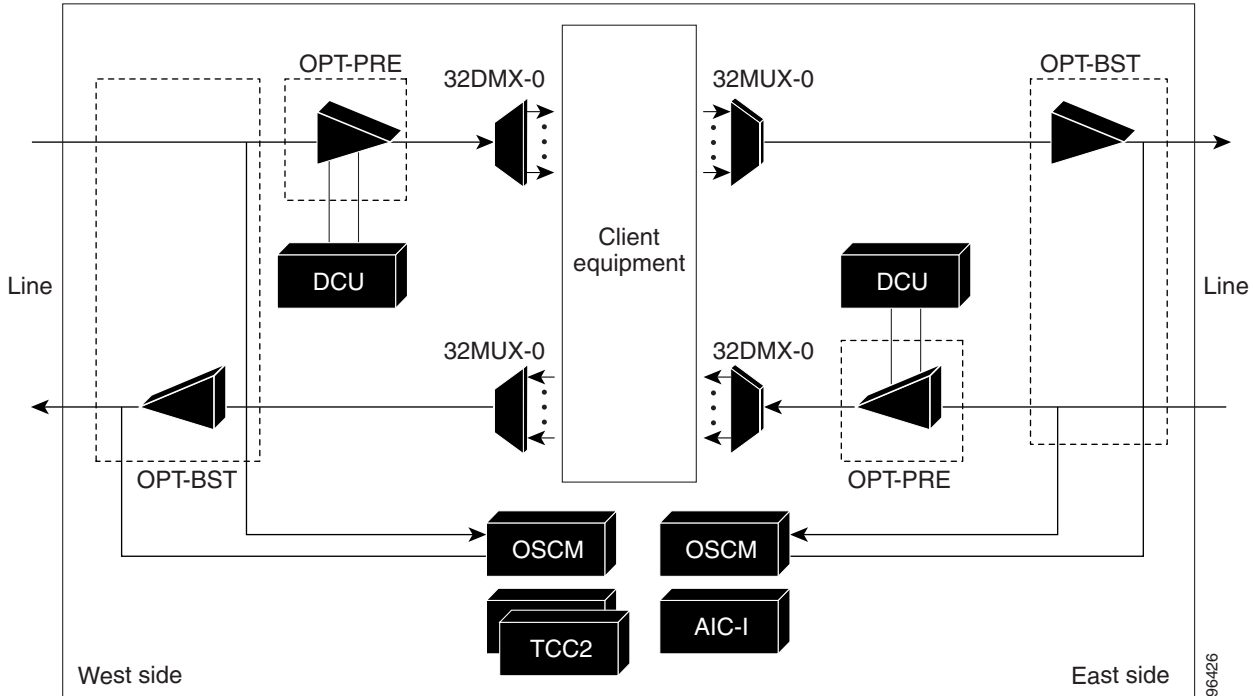 OPT-PRE
32DMX-0
32MUX-0
OPT-BST
DCU
Client
equipment
DCU
Line
Line
32MUX-0
32DMX-0
OPT-BST
OPT-PRE
OSCM
OSCM
TCC2
AIC-I
West side
East side
96426